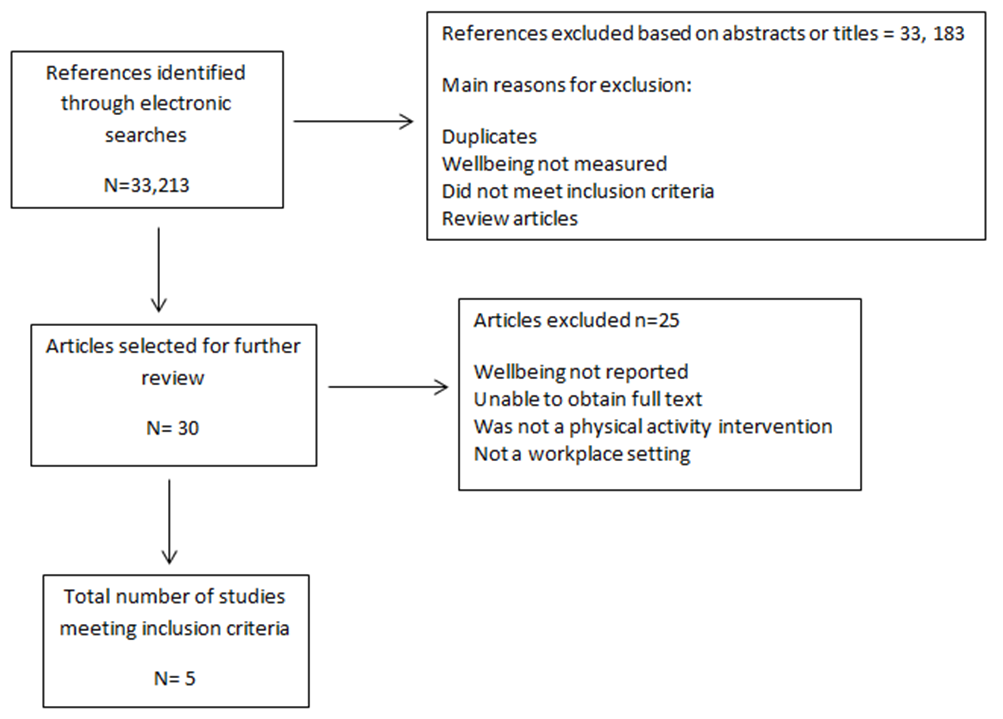 References identified
through electronic
searches
N=33,213
References excluded based on abstracts or titles = 33, 183
Main reasons for exclusion:
Duplicates
Wellbeing not measured
Did not meet inclusion criteria
Review articles
Articles selected for further
review
N= 30
Articles excluded n=25
Wellbeing not reported
Unable to obtain full text
Was not a physical activity intervention
Not a workplace setting
Total number of studies
meeting inclusion criteria
N= 5